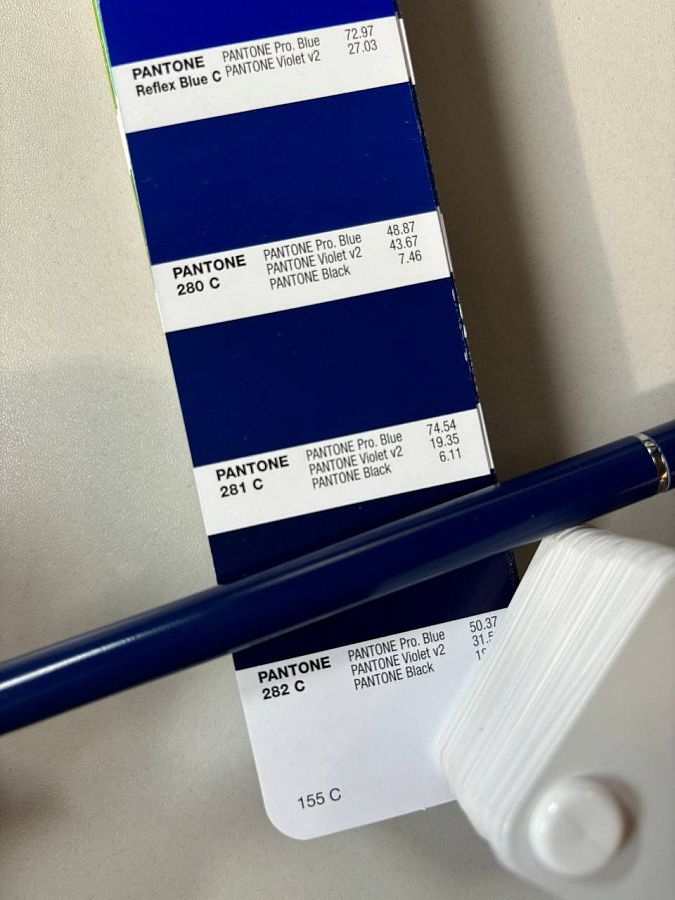 PANTONE PANTONE Pro. Blue 72.97
Reflex Blue C PANTONE Violet v2 27.03
PANTONE PANTONE Pro. Blue 48.87
280 C PANTONE Violet v2 43.67
PANTONE Black 7.46
PANTONE PANTONE Pro. Blue 74.54
281 C PANTONE Violet v2 19.35
PANTONE Black 6.11
PANTONE PANTONE Pro. Blue 50.37
282 C PANTONE Violet v2 31.5
PANTONE Black
155 C